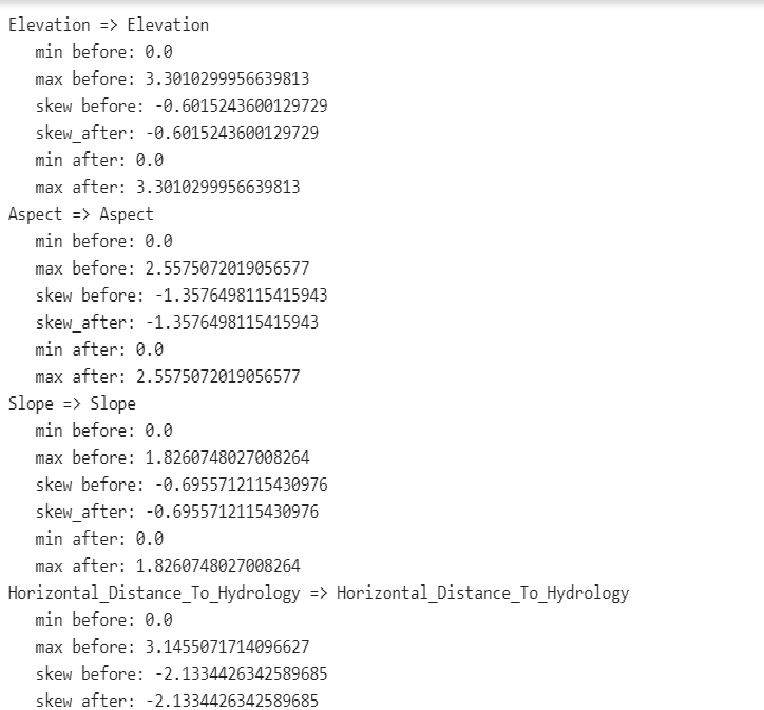 Elevation => Elevation
min before: 0.0
max before: 3.3010299956639813
skew before: -0.6015243600129729
skew_after: -0.6015243600129729
min after: 0.0
max after: 3.3010299956639813
Aspect => Aspect
min before: 0.0
max before: 2.5575072019056577
skew before: -1.3576498115415943
skew_after: -1.3576498115415943
min after: 0.0
max after: 2.5575072019056577
Slope => Slope
min before: 0.0
max before: 1.8260748027008264
skew before: -0.6955712115430976
skew_after: -0.6955712115430976
min after: 0.0
max after: 1.8260748027008264
Horizontal_Distance_To_Hydrology => Horizontal_Distance_To_Hydrology
min before: 0.0
max before: 3.1455071714096627
skew before: -2.1334426342589685
skew after: -2.1334426342589685